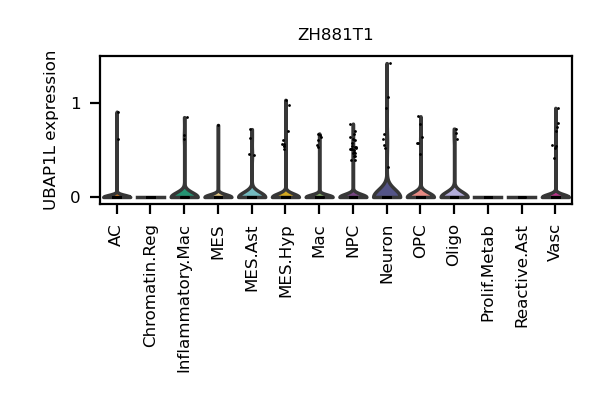 ZH881T1
UBAP1L expression
1
0
AC
Chromatin.Reg
Inflammatory.Mac
MES
MES.Ast
MES.Hyp
Mac
NPC
Neuron
OPC
Oligo
Prolif.Metab
Reactive.Ast
Vasc